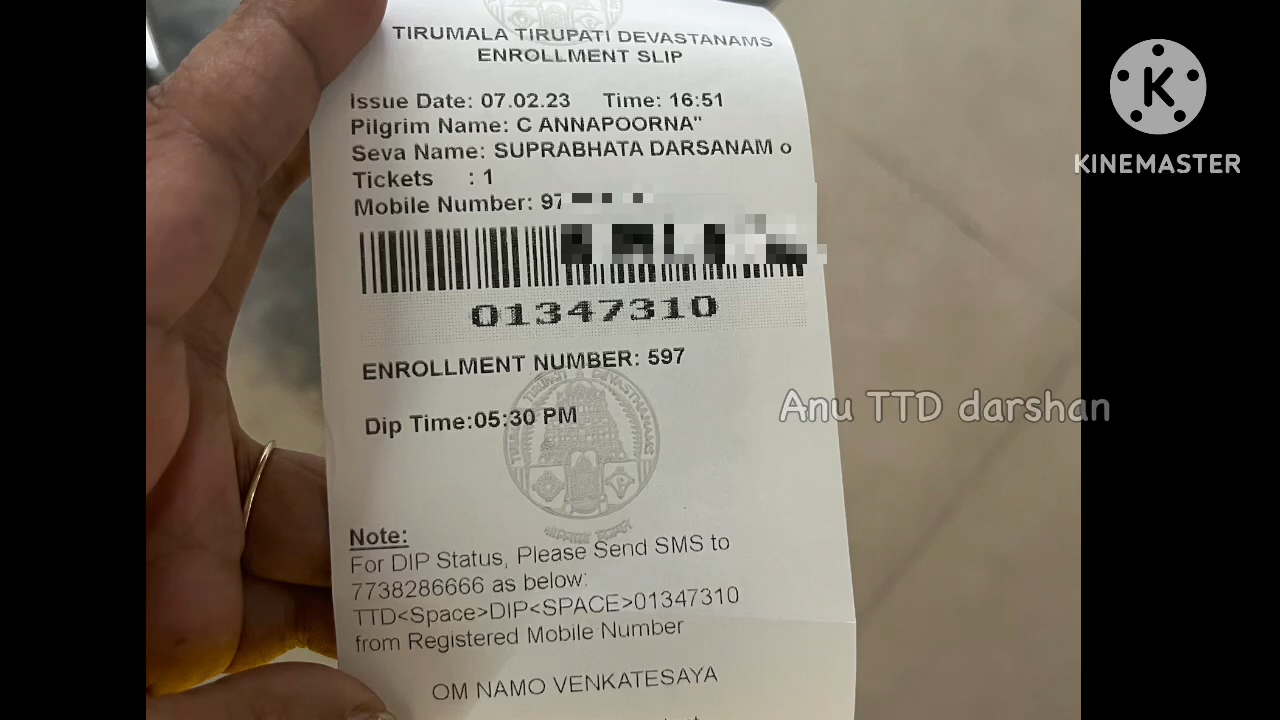 TIRUMALA TIRUPATI DEVASTANAMS
ENROLLMENT SLIP
Issue Date: 07.02.23 Time: 16:51
Pilgrim Name: C ANNAPOORNA"
Seva Name: SUPRABHATA DARSANAM o
Tickets : 1
Mobile Number: 97
01347310
ENROLLMENT NUMBER: 597
Dip Time:05:30 PM
Note:
For DIP Status, Please Send SMS to
7738286666 as below:
TTD<Space>DIP<SPACE>01347310
from Registered Mobile Number
OM NAMO VENKATESAYA
K
KINEMASTER
Anu TTD darshan